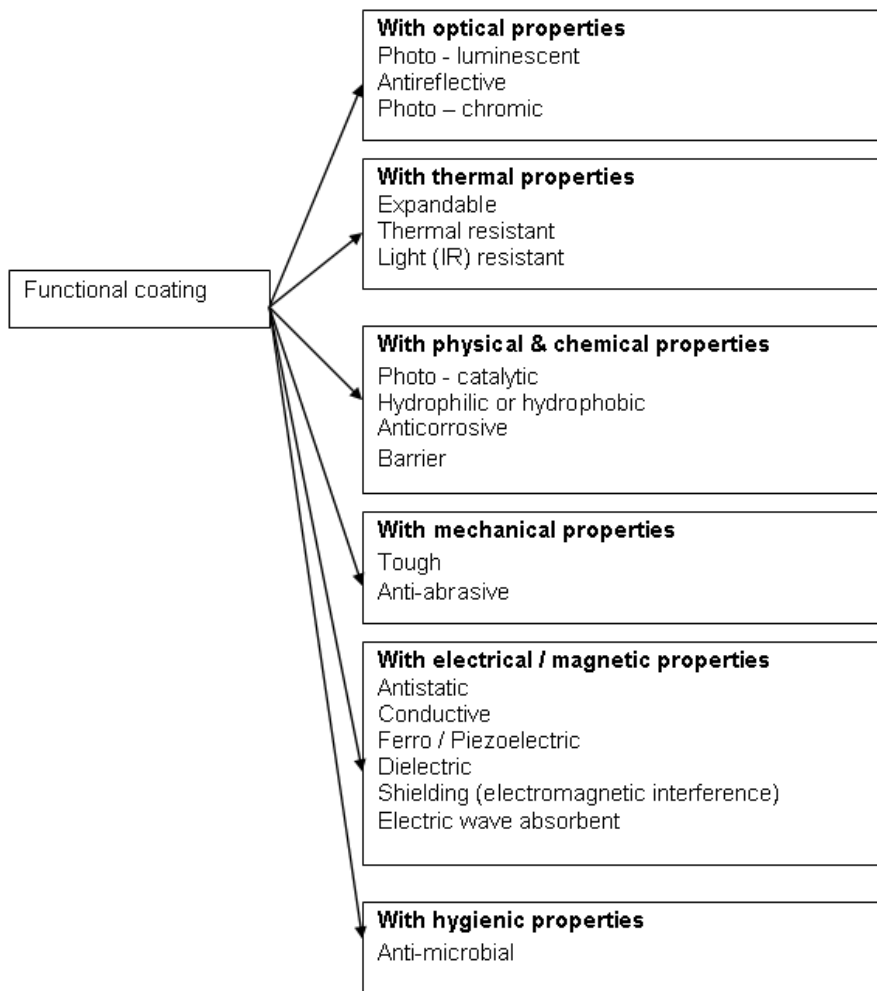 With optical properties
Photo - luminescent
Antireflective
Photo – chromic
With thermal properties
Expandable
Thermal resistant
Light (IR) resistant
Functional coating
With physical & chemical properties
Photo - catalytic
Hydrophilic or hydrophobic
Anticorrosive
Barrier
With mechanical properties
Tough
Anti-abrasive
With electrical / magnetic properties
Antistatic
Conductive
Ferro / Piezoelectric
Dielectric
Shielding (electromagnetic interference)
Electric wave absorbent
With hygienic properties
Anti-microbial